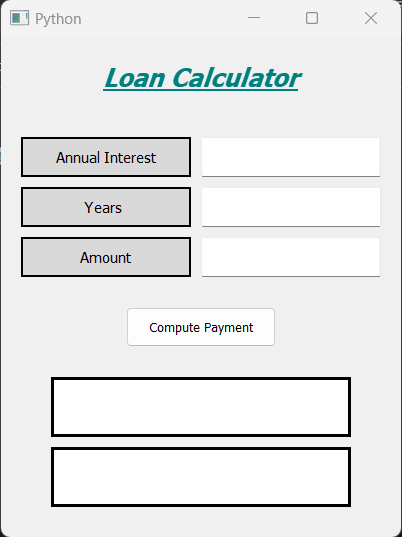 Python
Loan Calculator
Annual Interest
Years
Amount
Compute Payment